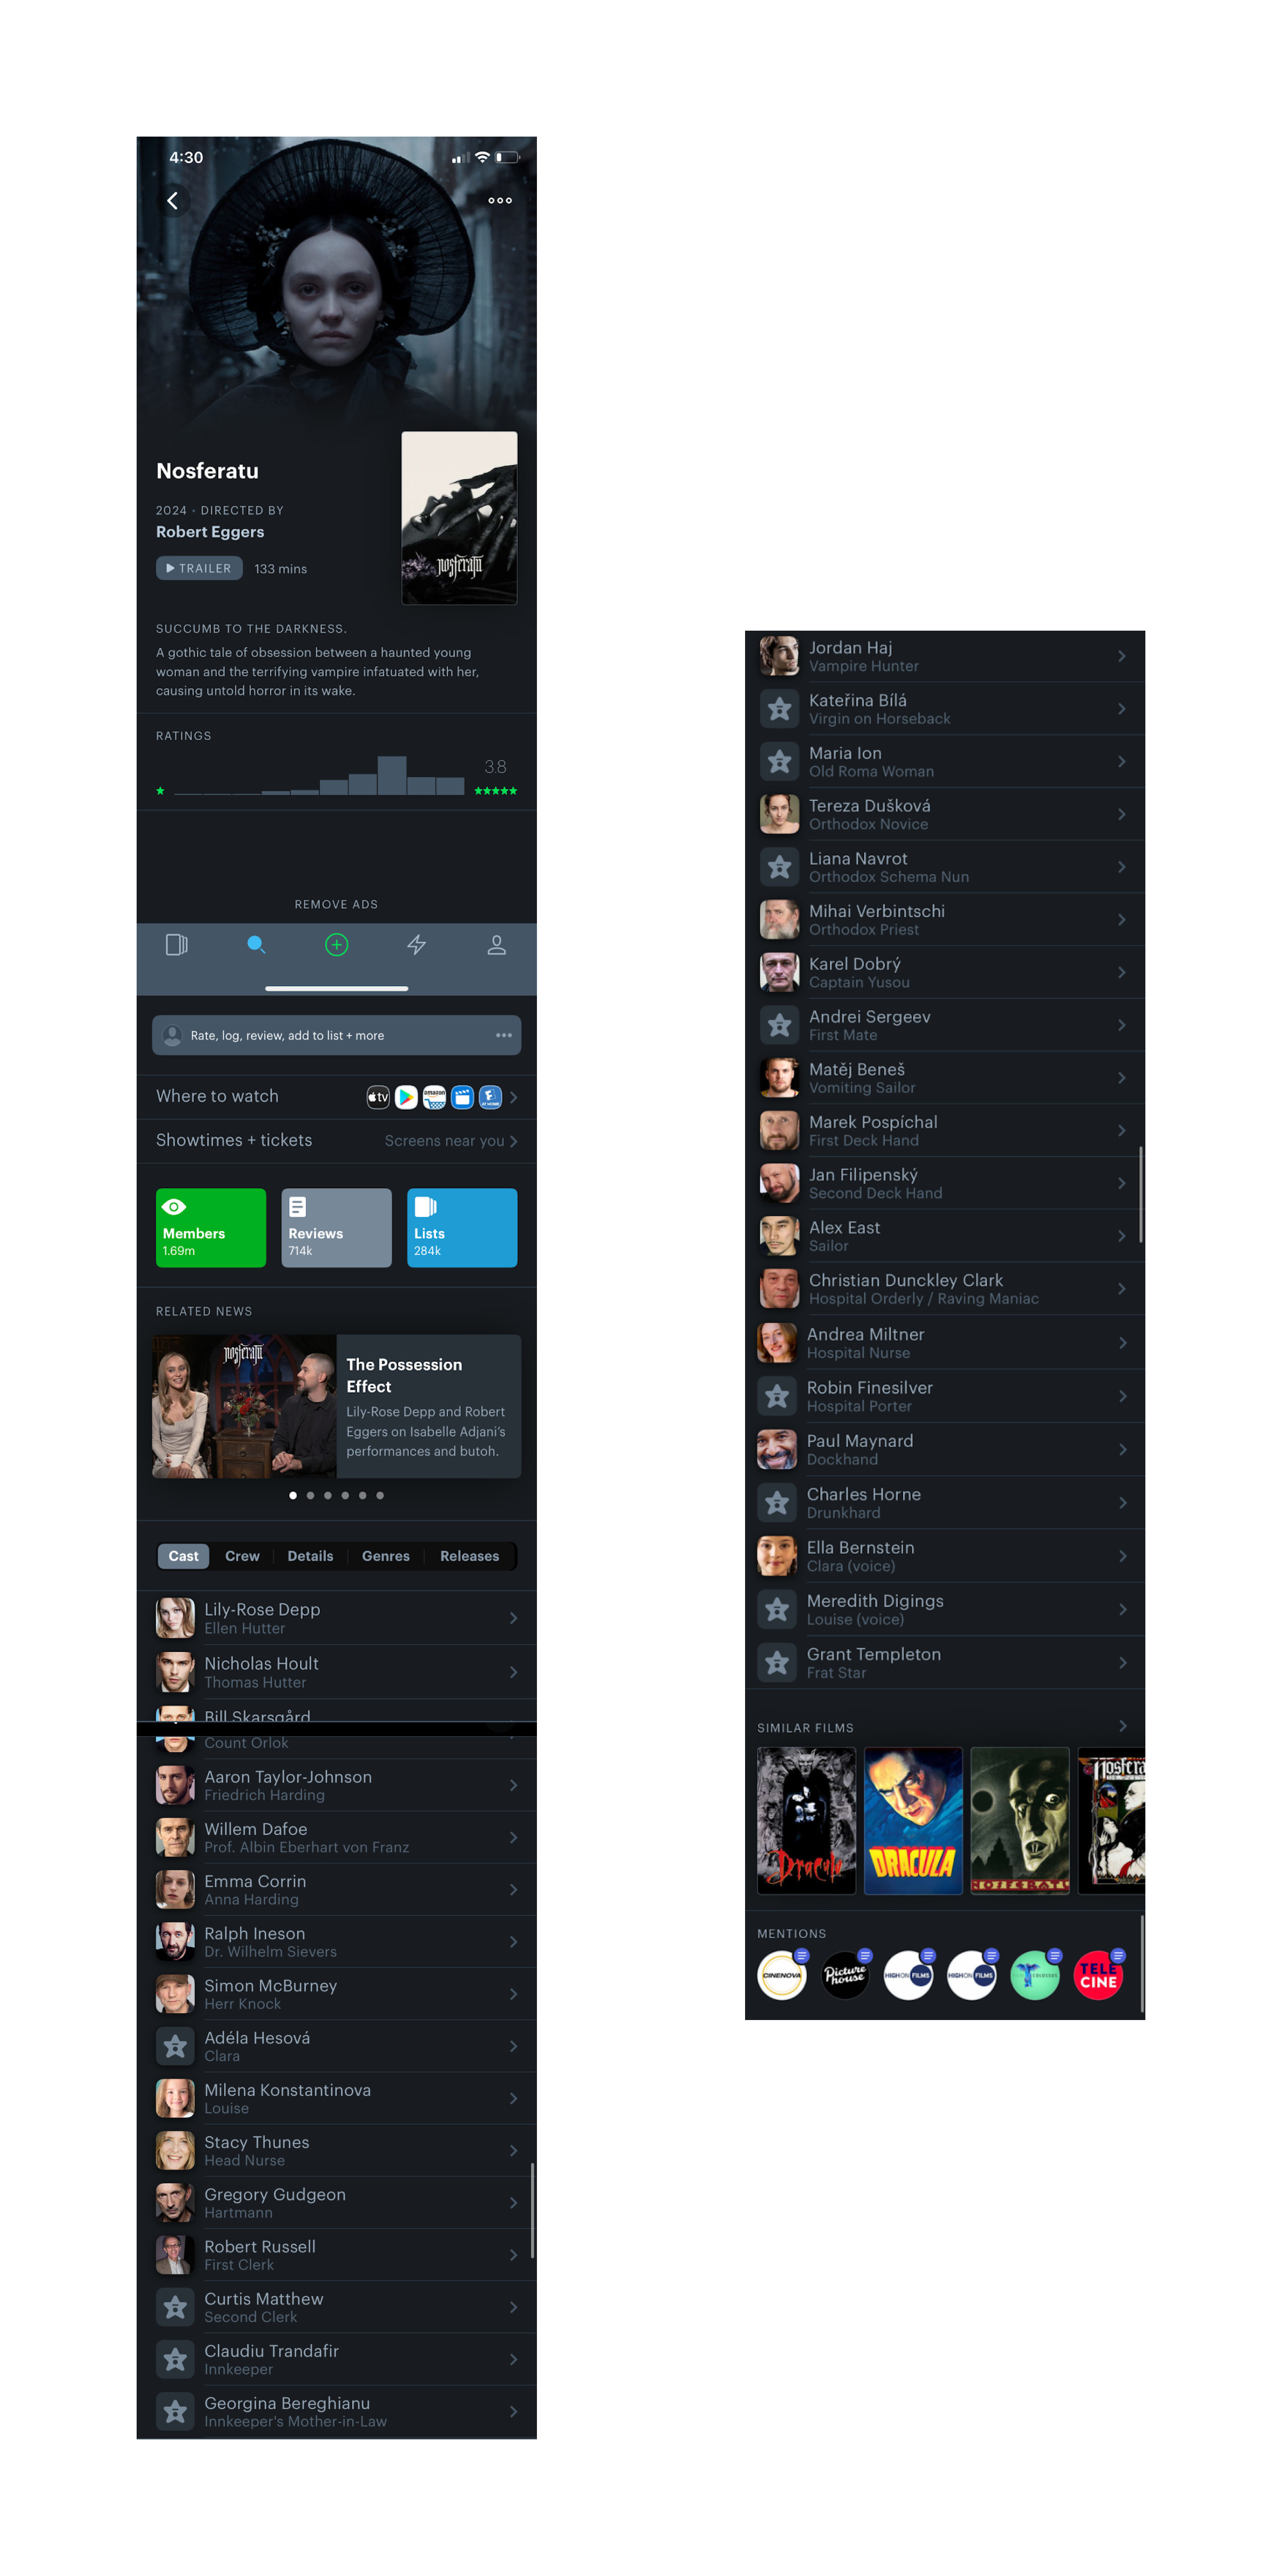 4:30
Nosferatu
2024 • DIRECTED BY
Robert Eggers
TRAILER 133 mins
nosferatu
SUCCUMB TO THE DARKNESS.
A gothic tale of obsession between a haunted young
woman and the terrifying vampire infatuated with her,
causing untold horror in its wake.
RATINGS
3.8
REMOVE ADS
Rate, log, review, add to list + more
Where to watch
tv
amazon
Showtimes + tickets Screens near you
Members
1.69m
Reviews
714k
Lists
284k
RELATED NEWS
nosferatu
The Possession
Effect
Lily-Rose Depp and Robert
Eggers on Isabelle Adjani’s
performances and butoh.
Cast Crew Details Genres Releases
Lily-Rose Depp
Ellen Hutter
Nicholas Hoult
Thomas Hutter
Bill Skarsgård
Count Orlok
Aaron Taylor-Johnson
Friedrich Harding
Willem Dafoe
Prof. Albin Eberhart von Franz
Emma Corrin
Anna Harding
Ralph Ineson
Dr. Wilhelm Sievers
Simon McBurney
Herr Knock
Adéla Hesová
Clara
Milena Konstantinova
Louise
Stacy Thunes
Head Nurse
Gregory Gudgeon
Hartmann
Robert Russell
First Clerk
Curtis Matthew
Second Clerk
Claudiu Trandafir
Innkeeper
Georgina Bereghianu
Innkeeper's Mother-in-Law
Jordan Haj
Vampire Hunter
Kateřina Bílá
Virgin on Horseback
Maria Ion
Old Roma Woman
Tereza Dušková
Orthodox Novice
Liana Navrot
Orthodox Schema Nun
Mihai Verbintschi
Orthodox Priest
Karel Dobrý
Captain Yusou
Andrei Sergeev
First Mate
Matěj Beneš
Vomiting Sailor
Marek Pospíchal
First Deck Hand
Jan Filipenský
Second Deck Hand
Alex East
Sailor
Christian Dunckley Clark
Hospital Orderly / Raving Maniac
Andrea Miltner
Hospital Nurse
Robin Finesilver
Hospital Porter
Paul Maynard
Dockhand
Charles Horne
Drunkhard
Ella Bernstein
Clara (voice)
Meredith Digings
Louise (voice)
Grant Templeton
Frat Star
SIMILAR FILMS
Dracula
DRACULA
NOSFERATU
Nosfera
MENTIONS
CINENOVA
Picture
house
HIGH ON FILMS
HIGH ON FILMS
COLOSSUS
TELE
CINE